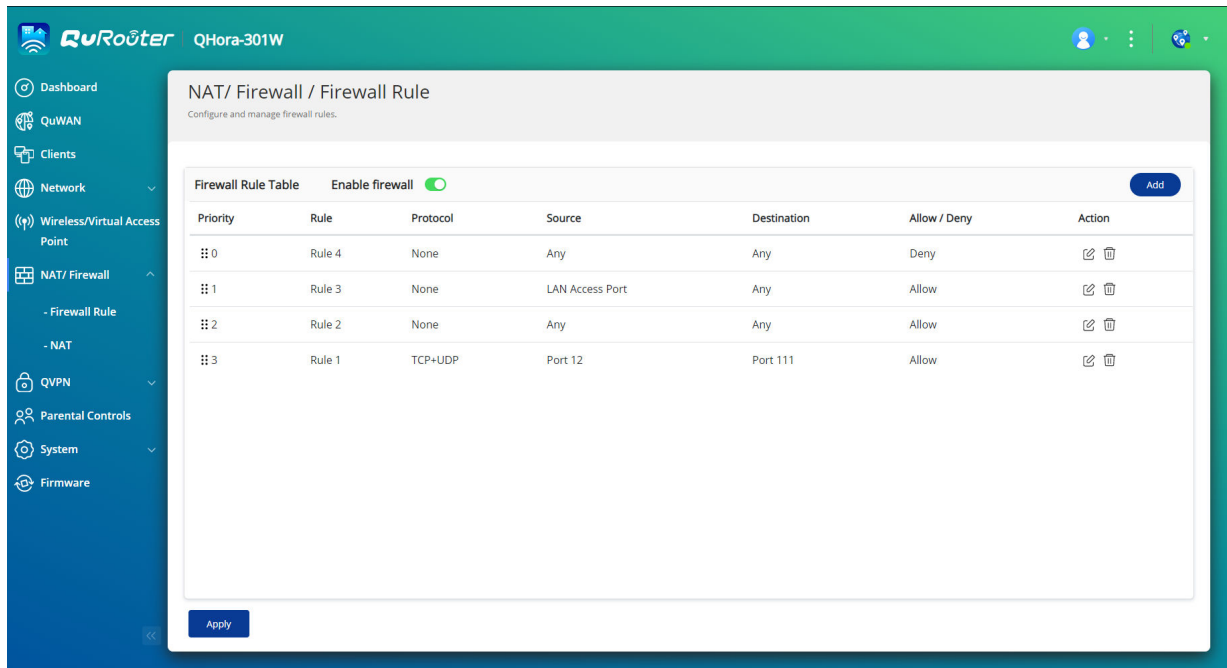 QuRouter QHora-301W
Dashboard
QuWAN
Clients
Network
Wireless/Virtual Access
Point
NAT/ Firewall
- Firewall Rule
- NAT
QVPN
Parental Controls
System
Firmware
NAT/ Firewall / Firewall Rule
Configure and manage firewall rules.
Firewall Rule Table Enable firewall Add
Priority Rule Protocol Source Destination Allow / Deny Action
0 Rule 4 None Any Any Deny
1 Rule 3 None LAN Access Port Any Allow
2 Rule 2 None Any Any Allow
3 Rule 1 TCP+UDP Port 12 Port 111 Allow
Apply